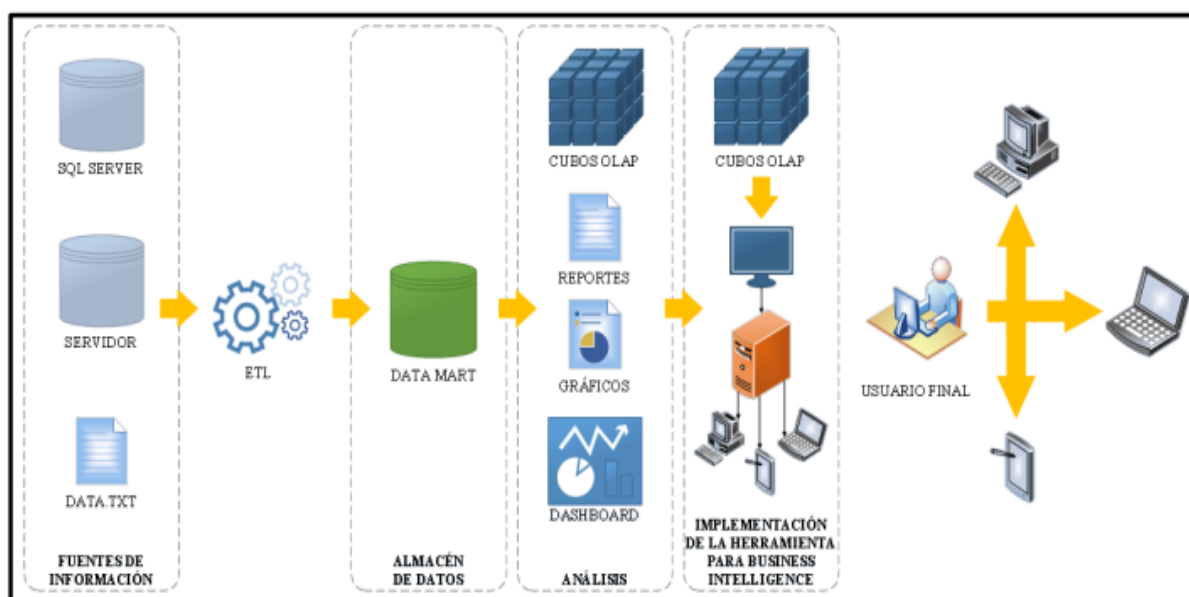 SQL SERVER
SERVIDOR
DATA.TXT
FUENTES DE
INFORMACIÓN
ETL
DATA MART
ALMACÉN
DE DATOS
CUBOS OLAP
REPORTES
GRÁFICOS
DASHBOARD
ANÁLISIS
CUBOS OLAP
IMPLEMENTACIÓN
DE LA HERRAMIENTA
PARA BUSINESS
INTELLIGENCE
USUARIO FINAL